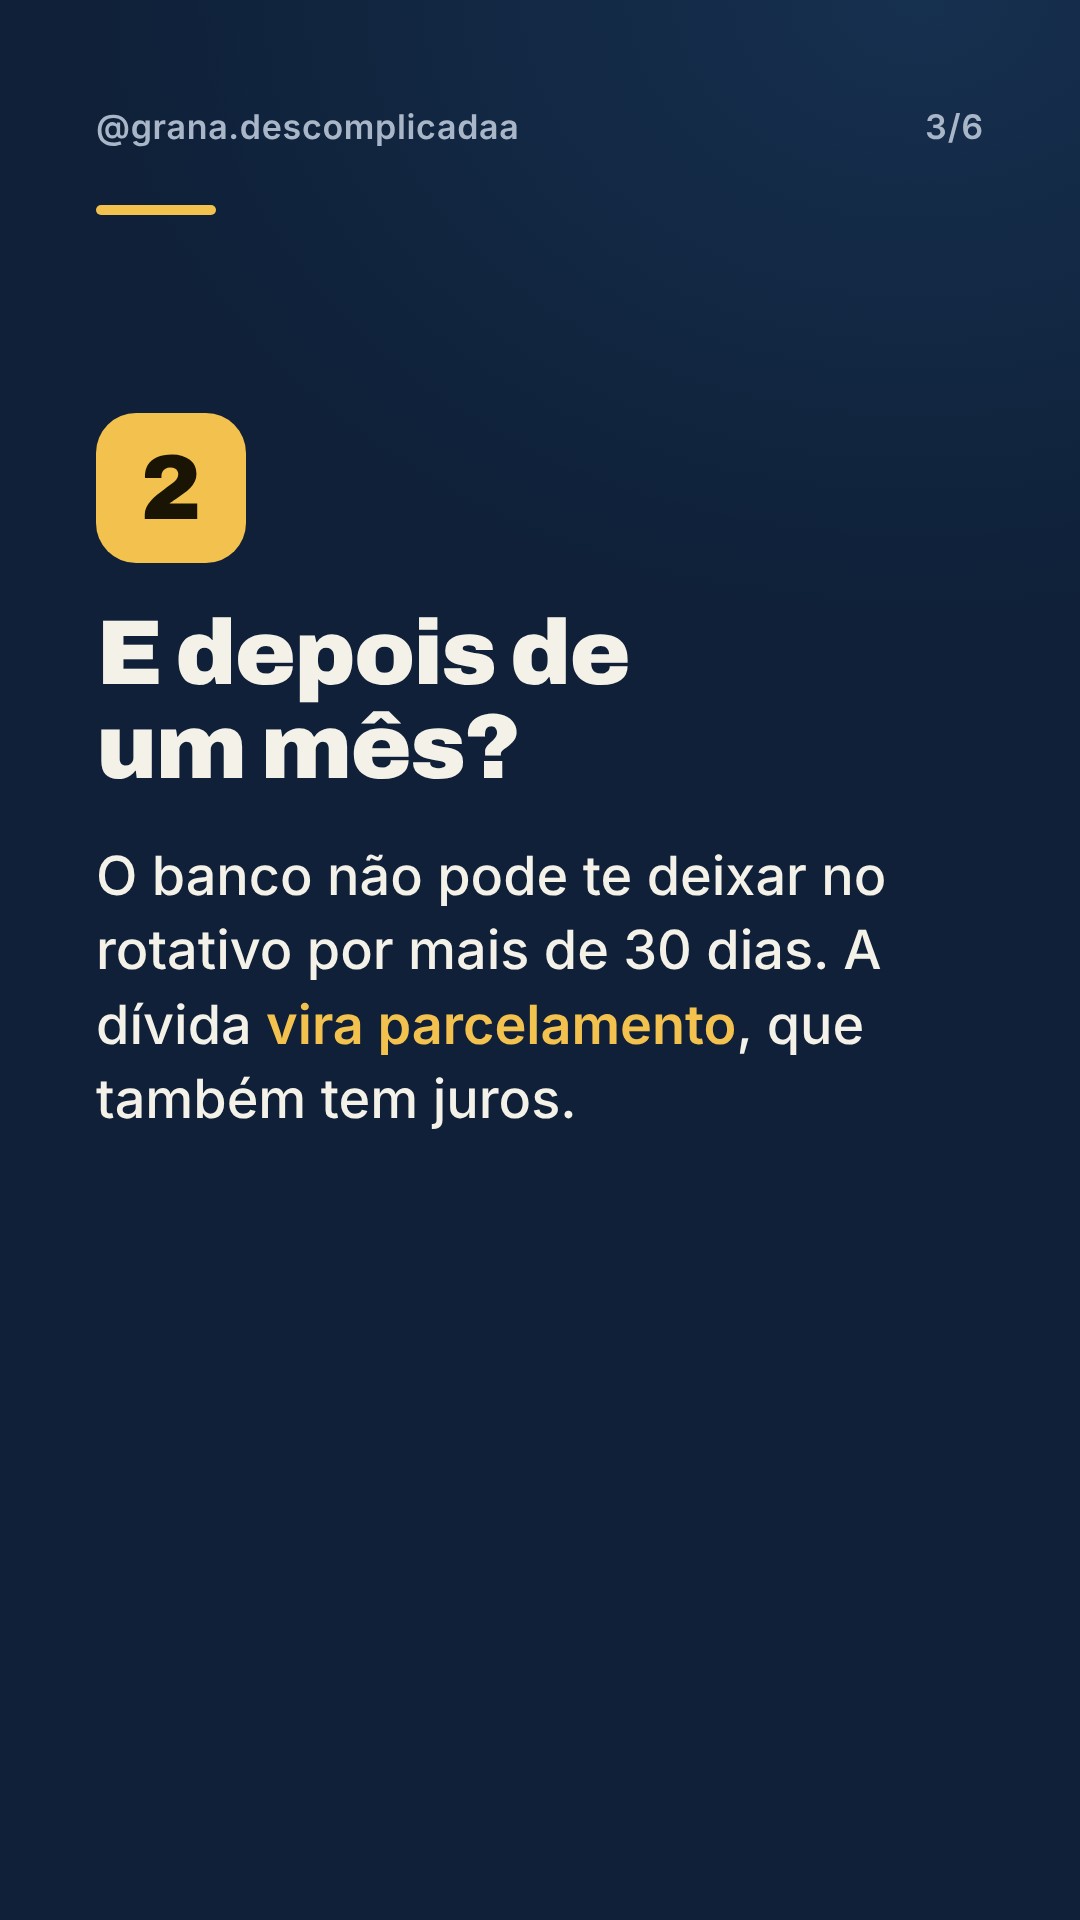 @grana.descomplicadaa
3/6
2
E depois de
um mês?
O banco não pode te deixar no
rotativo por mais de 30 dias. A
dívida vira parcelamento, que
também tem juros.